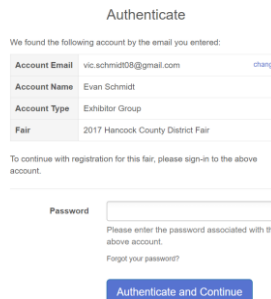 Authenticate
We found the following account by the email you entered:
Account Email vic.schmidt08@gmail.com chang
Account Name Evan Schmidt
Account Type Exhibitor Group
Fair 2017 Hancock County District Fair
To continue with registration for this fair, please sign-in to the above
account.
Password
Please enter the password associated with th
above account.
Forgot your password?
Authenticate and Continue